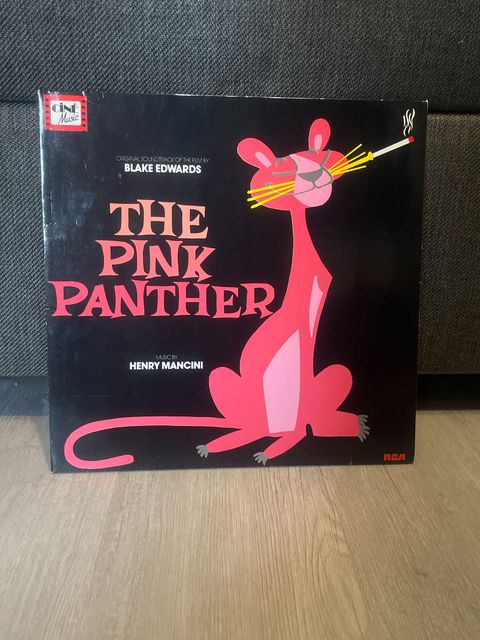 CINÉ
Music
ORIGINAL SOUNDTRACK OF THE FILM BY
BLAKE EDWARDS
THE
PINK
PANTHER
MUSIC BY
HENRY MANCINI
RCA